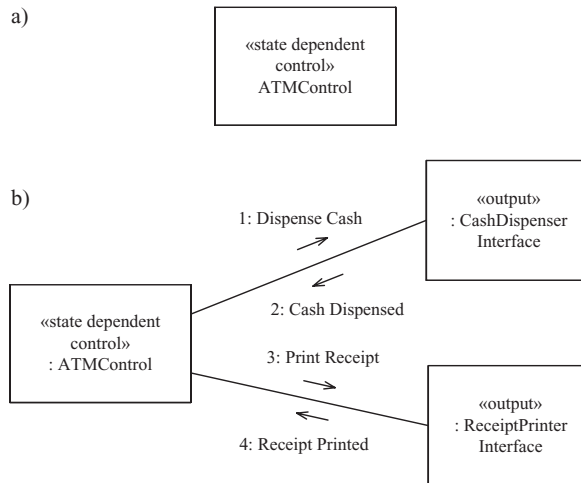 a)
«state dependent
control»
ATMControl
b)
1: Dispense Cash
«output»
: CashDispenser
Interface
2: Cash Dispensed
«state dependent
control»
: ATMControl
3: Print Receipt
«output»
: ReceiptPrinter
Interface
4: Receipt Printed